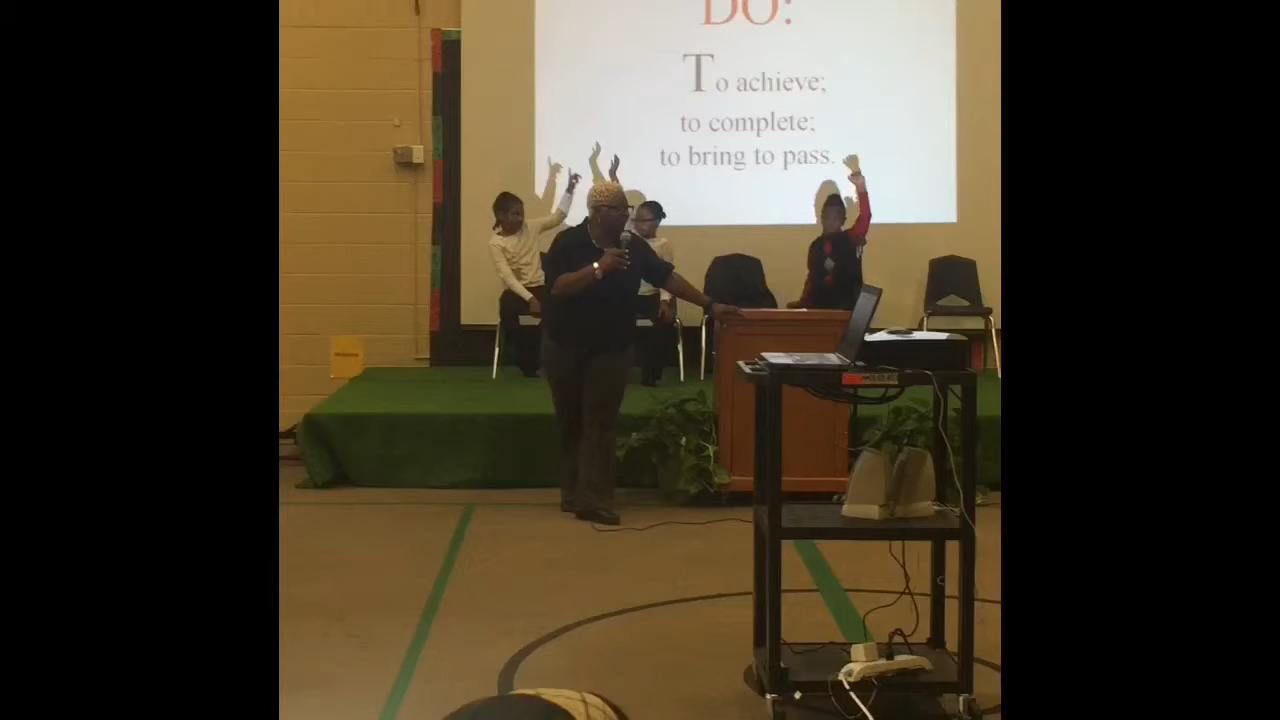 DO:
To achieve;
to complete;
to bring to pass.